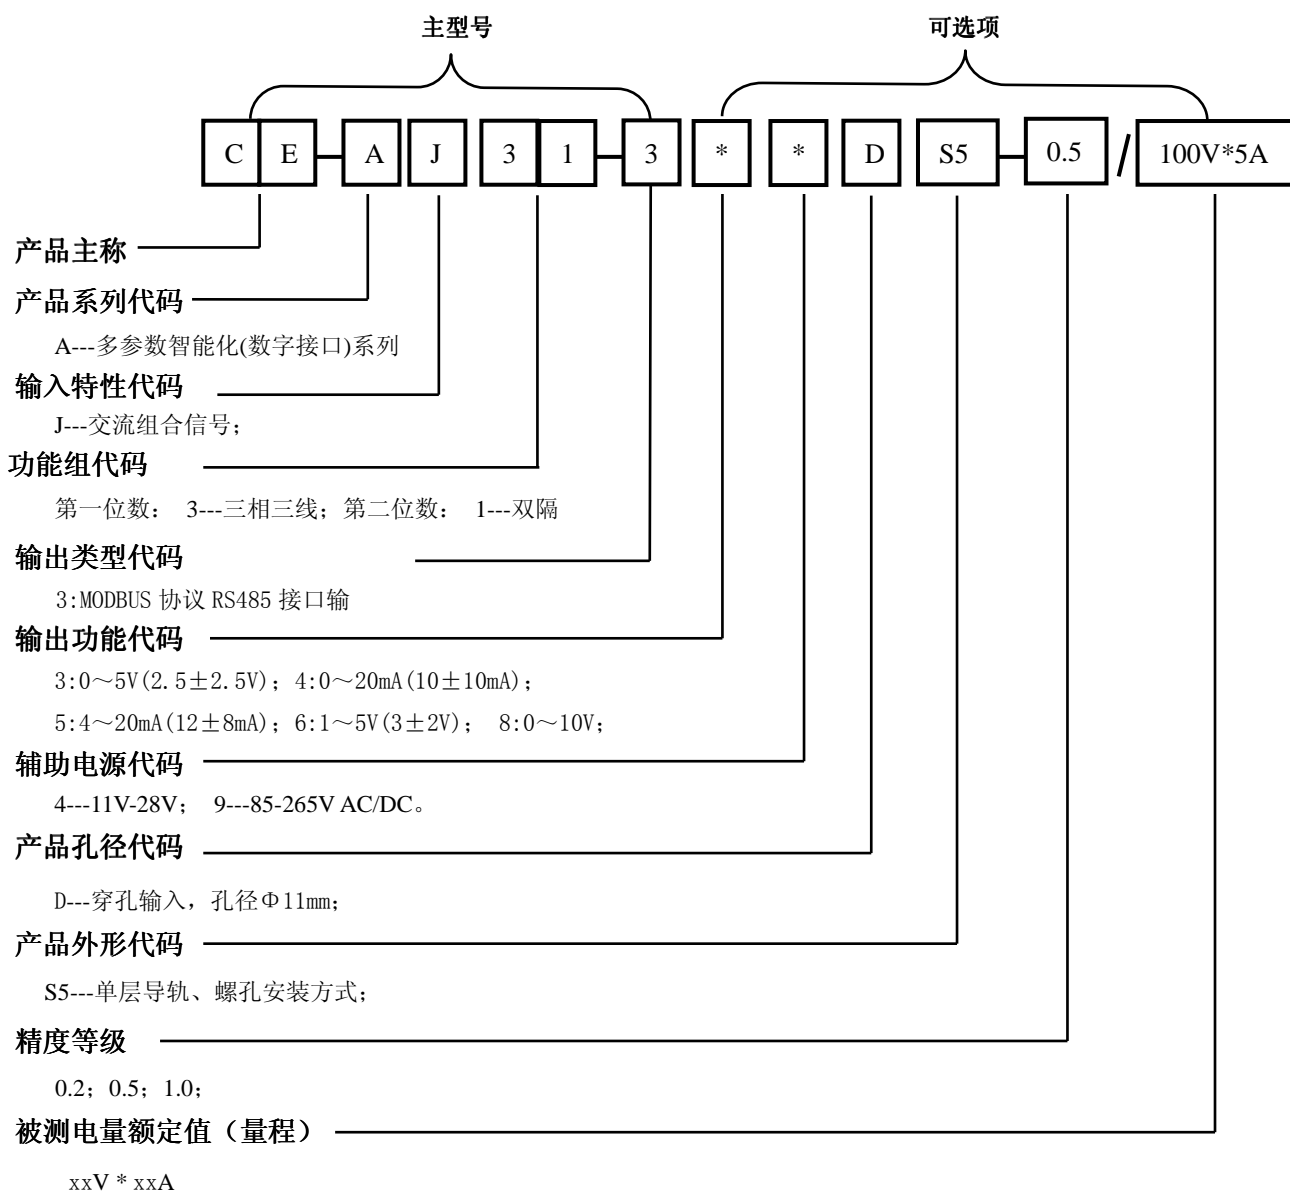 主型号 可选项
C E A J 3 1 3 * * D S5 0.5 / 100V*5A
产品主称
产品系列代码
A---多参数智能化(数字接口)系列
输入特性代码
J---交流组合信号；
功能组代码
第一位数： 3---三相三线；第二位数： 1---双隔
输出类型代码
3:MODBUS 协议 RS485 接口输
输出功能代码
3:0～5V(2.5±2.5V)；4:0～20mA(10±10mA)；
5:4～20mA(12±8mA)；6:1～5V(3±2V)； 8:0～10V；
辅助电源代码
4---11V-28V； 9---85-265V AC/DC。
产品孔径代码
D---穿孔输入，孔径Φ11mm；
产品外形代码
S5---单层导轨、螺孔安装方式；
精度等级
0.2；0.5；1.0；
被测电量额定值（量程）
xxV * xxA